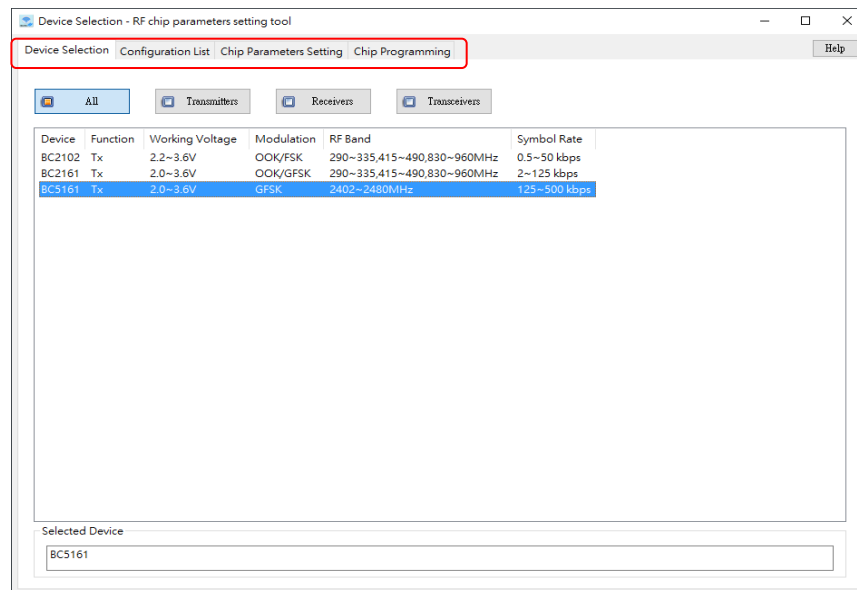 Device Selection - RF chip parameters setting tool
Device Selection Configuration List Chip Parameters Setting Chip Programming Help
All Transmitters Receivers Transceivers
Device Function Working Voltage Modulation RF Band Symbol Rate
BC2102 Tx 2.2~3.6V OOK/FSK 290~335,415~490,830~960MHz 0.5~50 kbps
BC2161 Tx 2.0~3.6V OOK/GFSK 290~335,415~490,830~960MHz 2~125 kbps
BC5161 Tx 2.0~3.6V GFSK 2402~2480MHz 125~500 kbps
Selected Device
BC5161